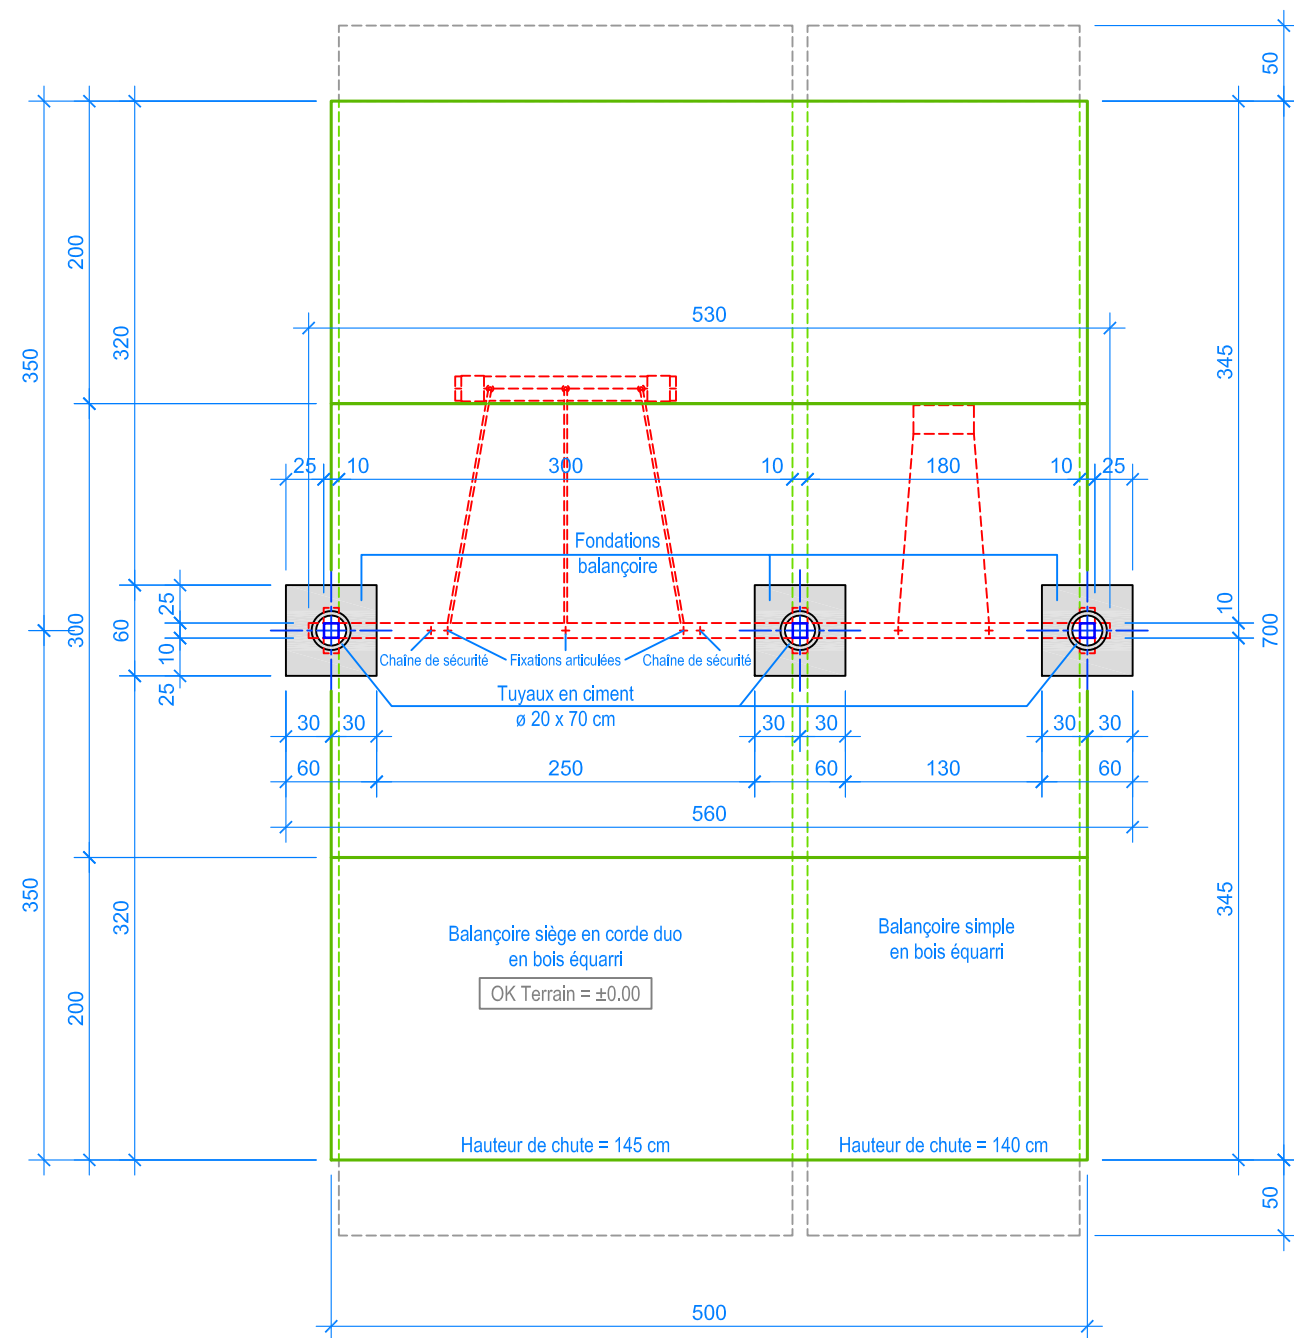 50
200
320
350
530
345
25
10
300
10
180
10
25
Fondations
balançoire
25
10
25
60
300
10
700
Chaîne de sécurité
Fixations articulées
Chaîne de sécurité
Tuyaux en ciment
ø 20 x 70 cm
30
30
30
30
30
30
60
250
60
130
60
560
350
320
200
345
Balançoire siège en corde duo
en bois équarri
OK Terrain = ±0.00
Balançoire simple
en bois équarri
Hauteur de chute = 145 cm
Hauteur de chute = 140 cm
50
500